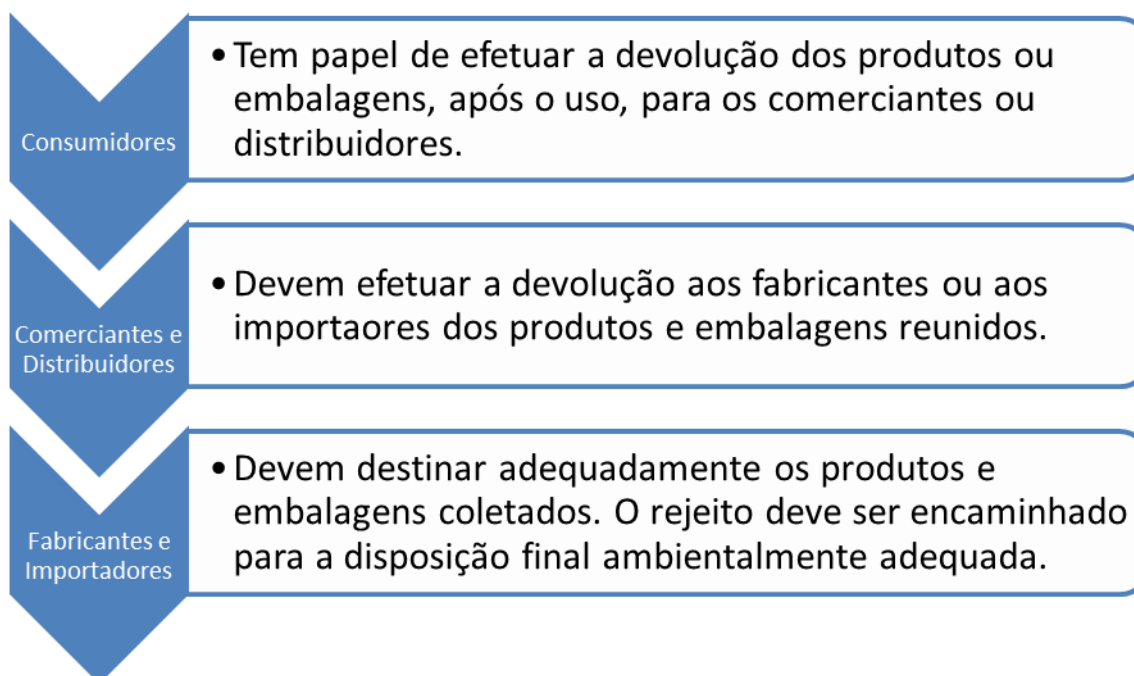 Consumidores
• Tem papel de efetuar a devolução dos produtos ou
embalagens, após o uso, para os comerciantes ou
distribuidores.
Comerciantes e
Distribuidores
• Devem efetuar a devolução aos fabricantes ou aos
importaores dos produtos e embalagens reunidos.
Fabricantes e
Importadores
• Devem destinar adequadamente os produtos e
embalagens coletados. O rejeito deve ser encaminhado
para a disposição final ambientalmente adequada.